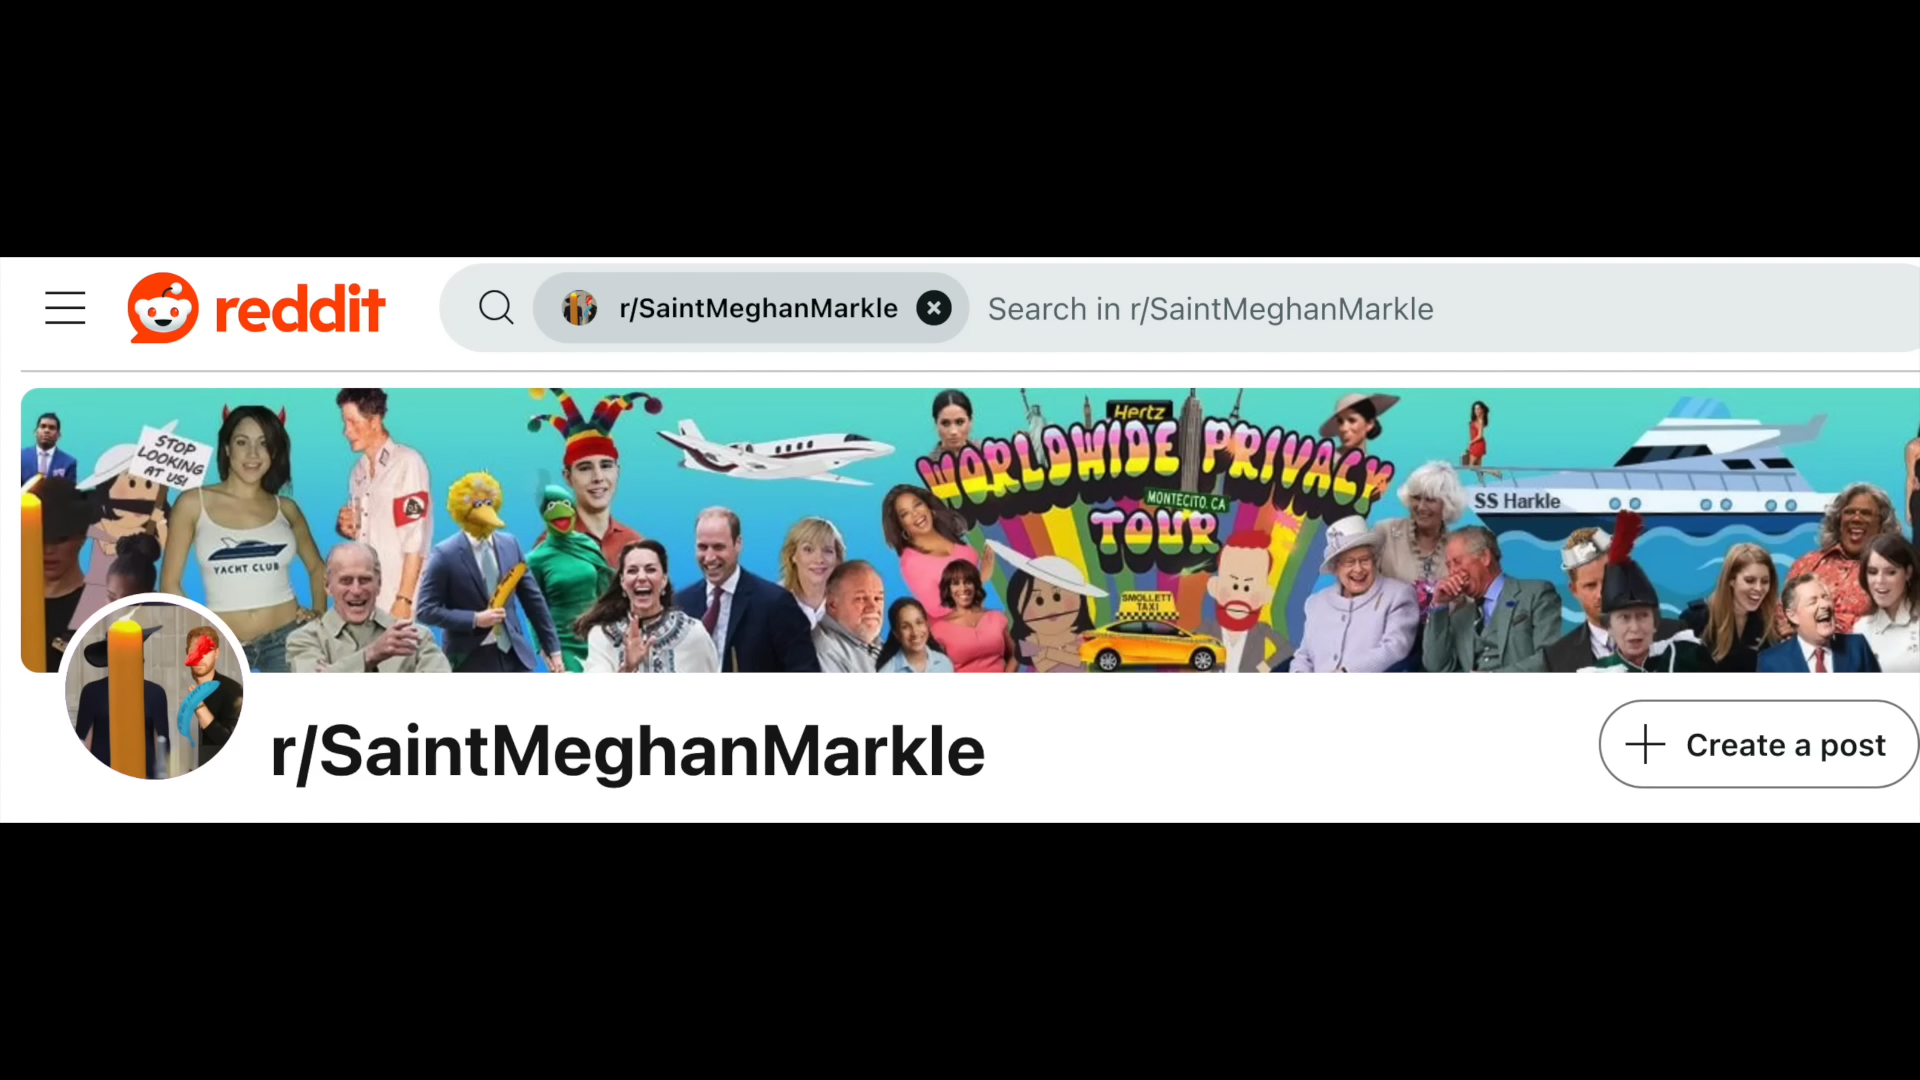 reddit
r/SaintMeghanMarkle
Search in r/SaintMeghanMarkle
STOP
LOOKING
AT US!
YACHT CLUB
Hertz
WORLDWIDE PRIVACY
MONTECITO, CA
TOUR
SMOLLETT
TAXI
SS Harkle
r/SaintMeghanMarkle
Create a post